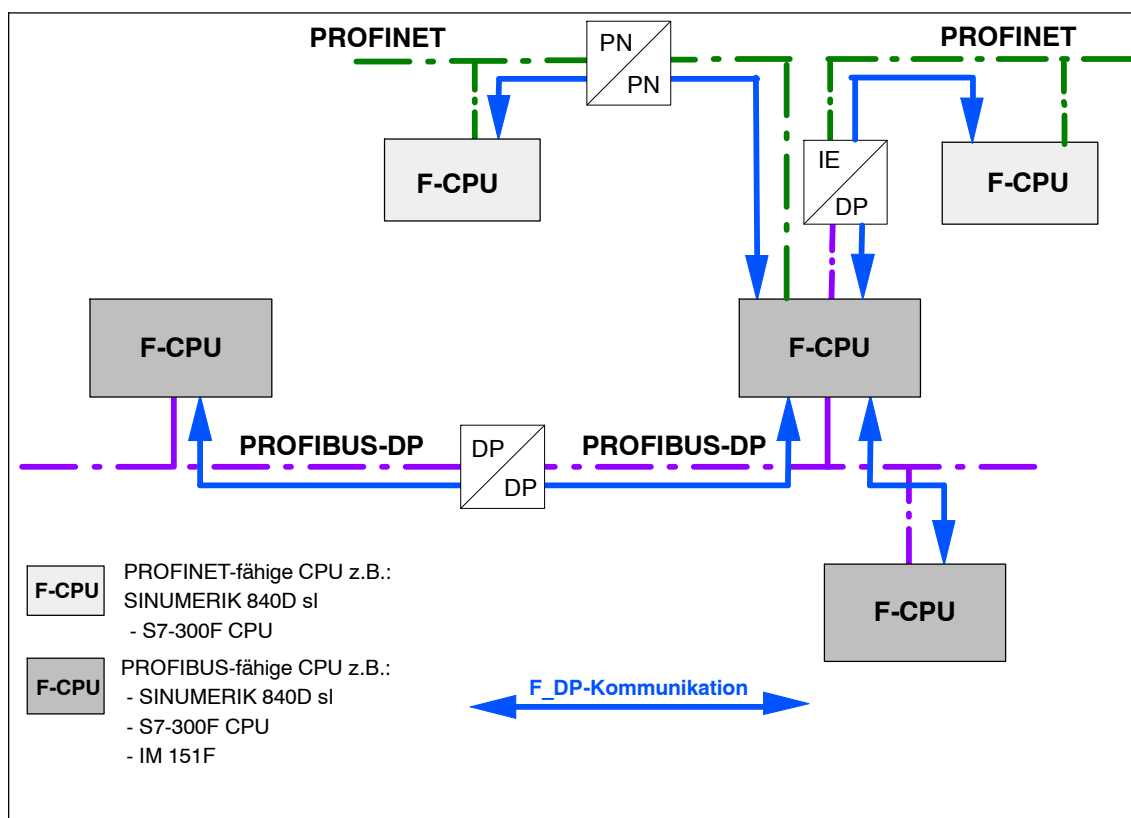 PROFINET
PN
PN
PROFINET
F-CPU
IE
DP
F-CPU
F-CPU
F-CPU
PROFIBUS-DP
DP
DP
PROFIBUS-DP
F-CPU
F-CPU
PROFINET-fähige CPU z.B.:
SINUMERIK 840D sl
- S7-300F CPU
F-CPU
PROFIBUS-fähige CPU z.B.:
- SINUMERIK 840D sl
- S7-300F CPU
- IM 151F
F_DP-Kommunikation